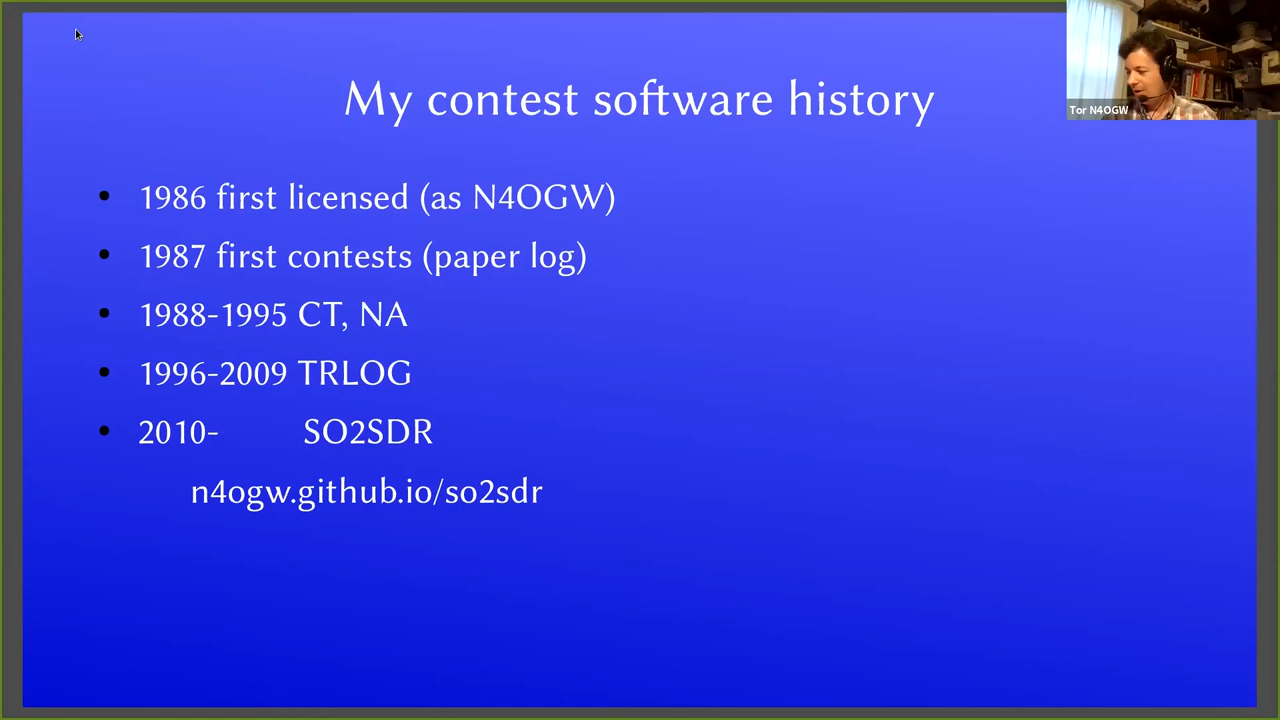 My contest software history
Tor N4OGW
• 1986 first licensed (as N4OGW)
• 1987 first contests (paper log)
• 1988-1995 CT, NA
• 1996-2009 TRLOG
• 2010- SO2SDR
n4ogw.github.io/so2sdr